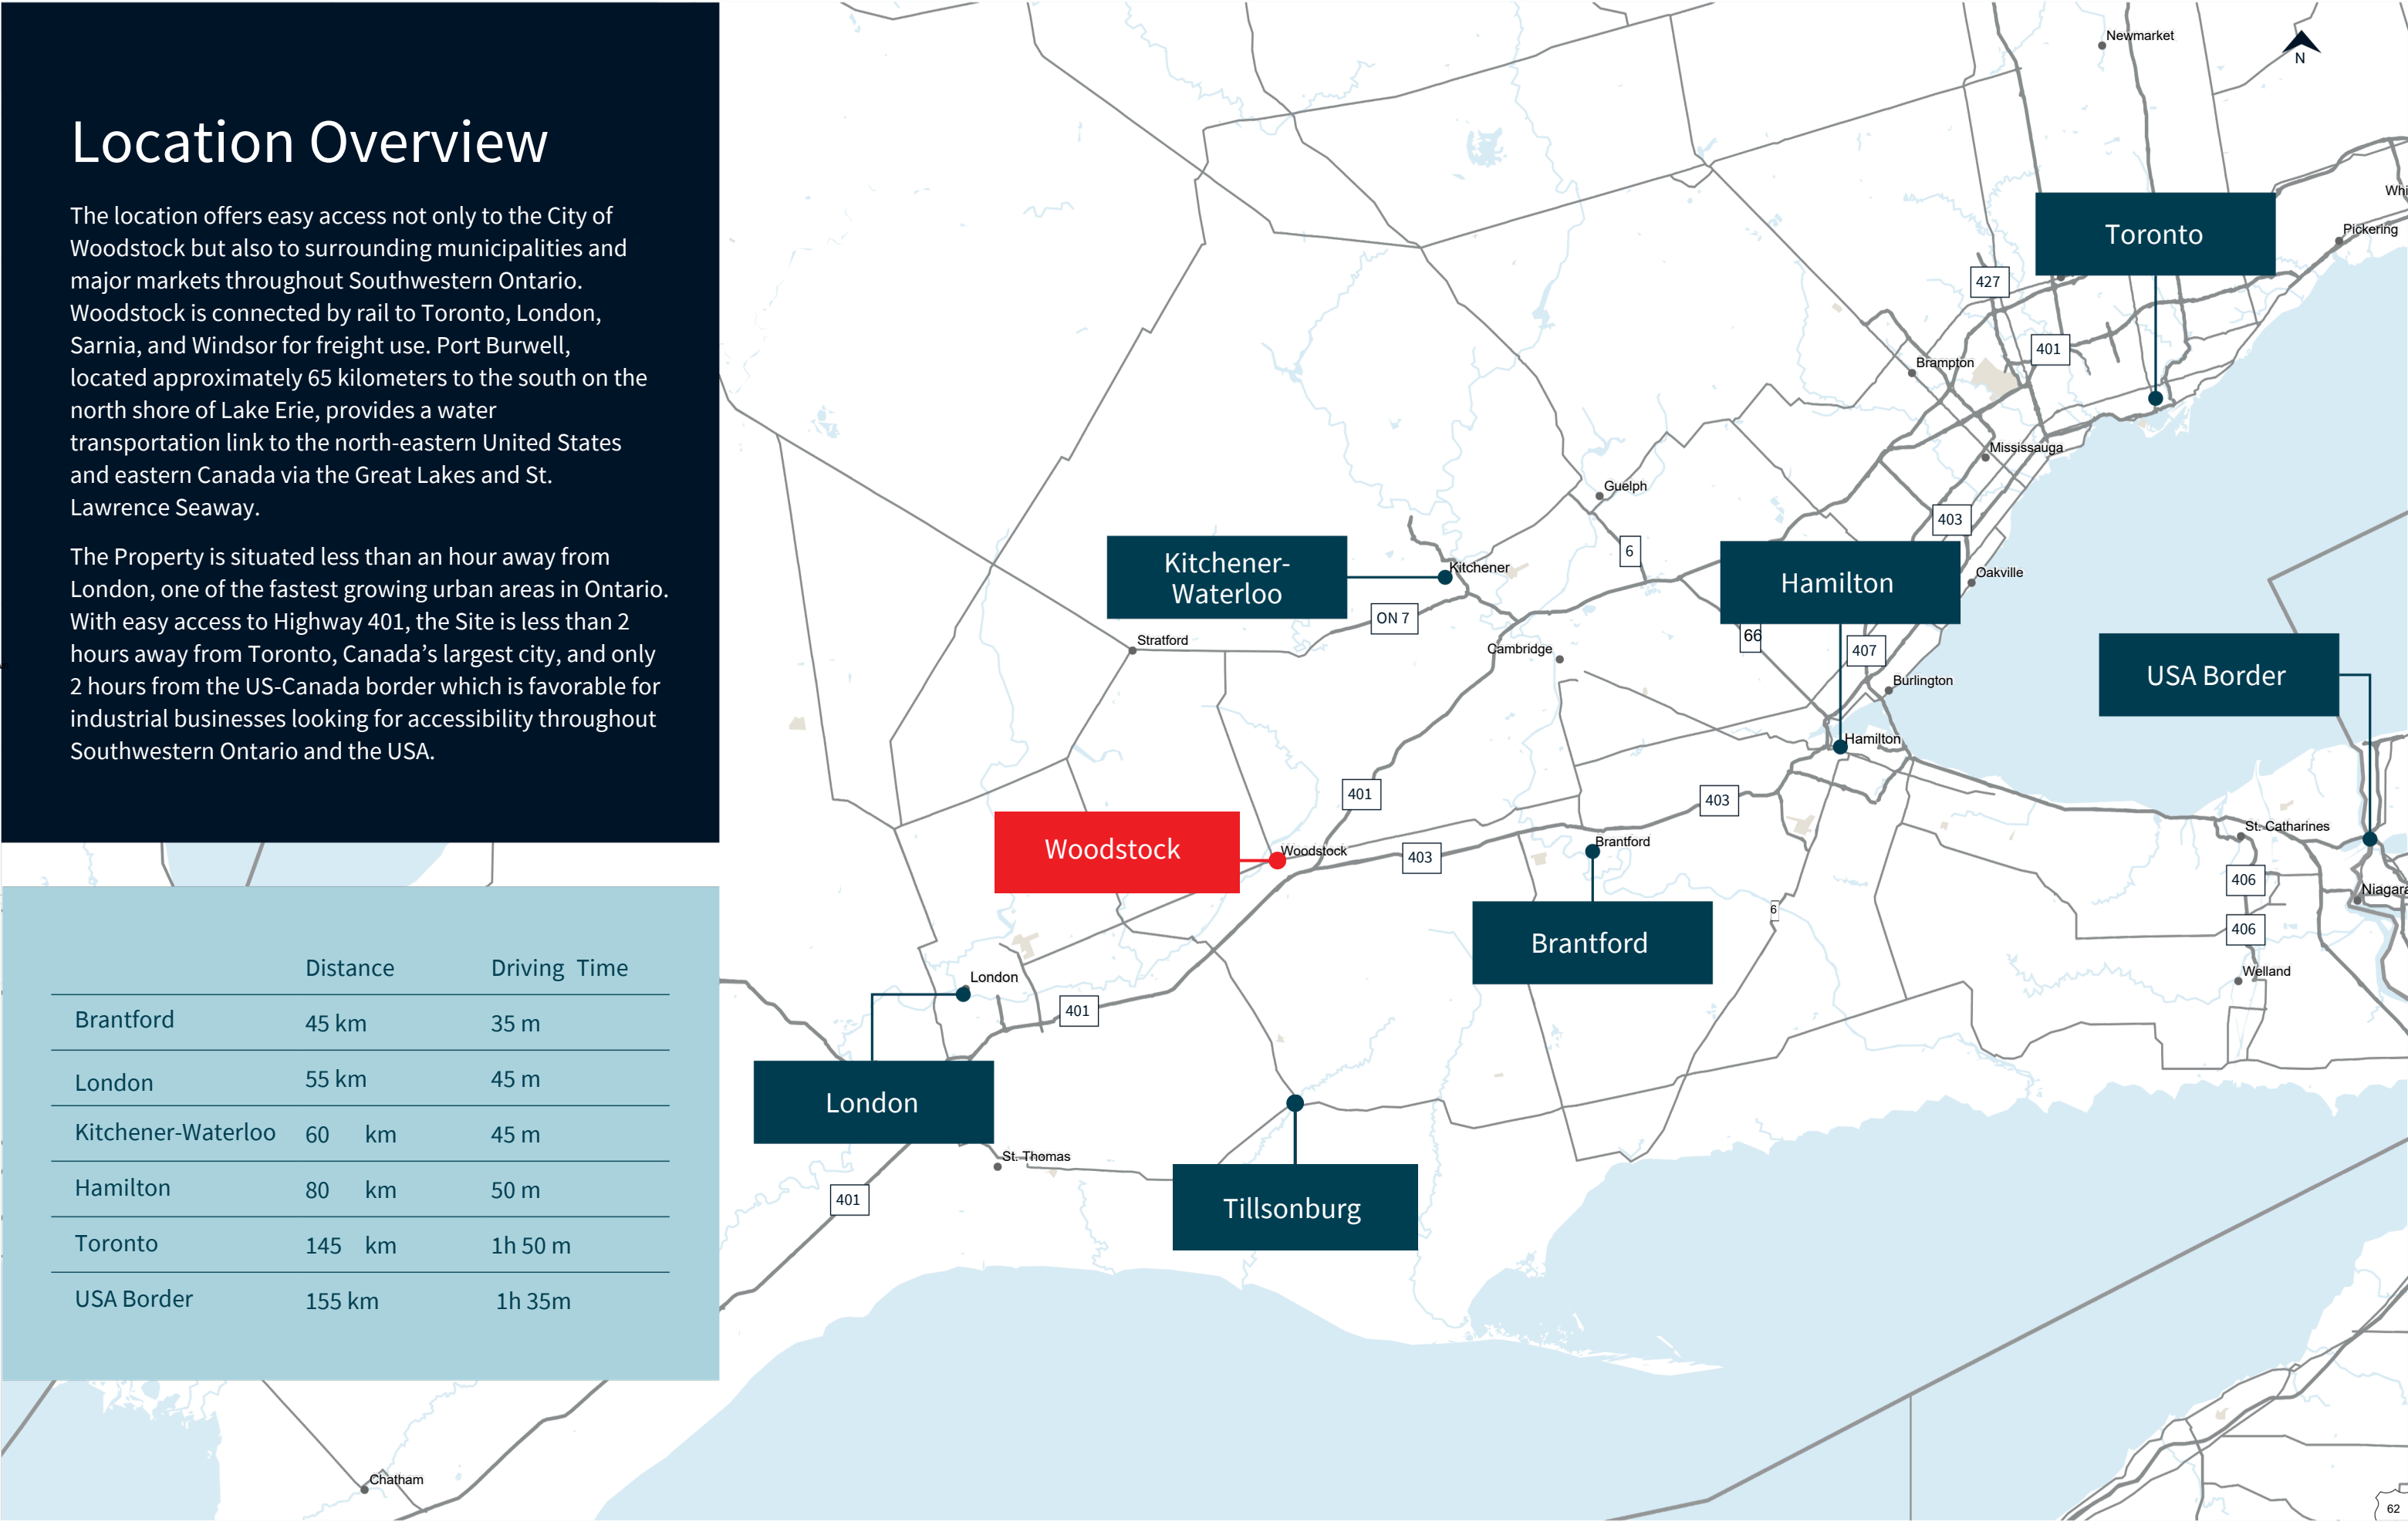 Location Overview
The location offers easy access not only to the City of
Woodstock but also to surrounding municipalities and
major markets throughout Southwestern Ontario.
Woodstock is connected by rail to Toronto, London,
Sarnia, and Windsor for freight use. Port Burwell,
located approximately 65 kilometers to the south on the
north shore of Lake Erie, provides a water
transportation link to the north-eastern United States
and eastern Canada via the Great Lakes and St.
Lawrence Seaway.
The Property is situated less than an hour away from
London, one of the fastest growing urban areas in Ontario.
With easy access to Highway 401, the Site is less than 2
hours away from Toronto, Canada’s largest city, and only
2 hours from the US-Canada border which is favorable for
industrial businesses looking for accessibility throughout
Southwestern Ontario and the USA.
Distance Driving Time
Brantford 45 km 35 m
London 55 km 45 m
Kitchener-Waterloo 60 km 45 m
Hamilton 80 km 50 m
Toronto 145 km 1h 50 m
USA Border 155 km 1h 35m
Newmarket
N
Whi
Toronto
Pickering
427
401
Brampton
Mississauga
Guelph
403
6
Kitchener-
Waterloo
Kitchener
Hamilton
Oakville
ON 7
Stratford
Cambridge
66
407
USA Border
Burlington
Hamilton
401
403
Woodstock
Woodstock
403
Brantford
St. Catharines
406
Niagara
6
Brantford
406
London
Welland
401
London
St. Thomas
401
Tillsonburg
Chatham
62